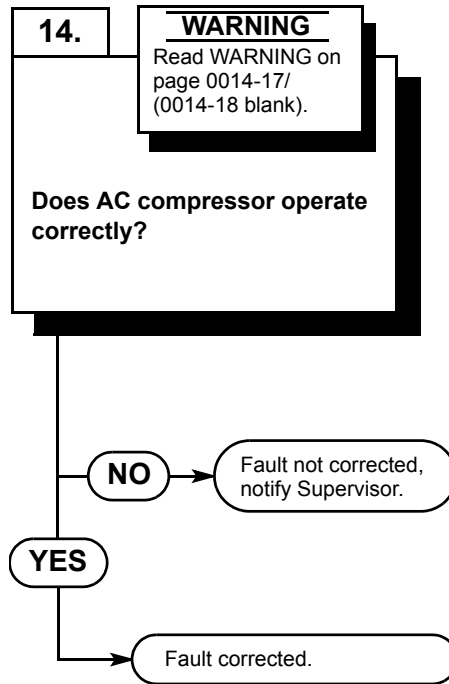 14.
WARNING
Read WARNING on
page 0014-17/
(0014-18 blank).
Does AC compressor operate
correctly?
NO
Fault not corrected,
notify Supervisor.
YES
Fault corrected.